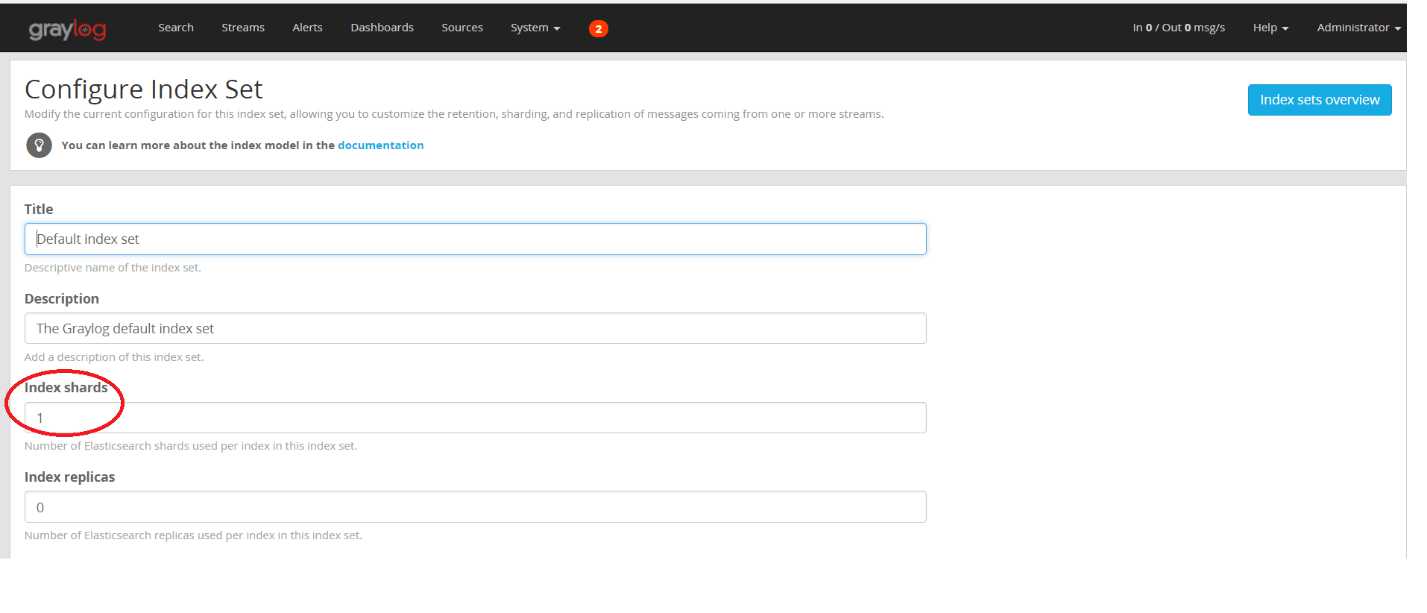 graylog Search Streams Alerts Dashboards Sources System 2 In 0 / Out 0 msg/s Help Administrator
Configure Index Set
Index sets overview
Modify the current configuration for this index set, allowing you to customize the retention, sharding, and replication of messages coming from one or more streams.
You can learn more about the index model in the documentation
Title
Default index set
Descriptive name of the index set.
Description
The Graylog default index set
Add a description of this index set.
Index shards
1
Number of Elasticsearch shards used per index in this index set.
Index replicas
0
Number of Elasticsearch replicas used per index in this index set.